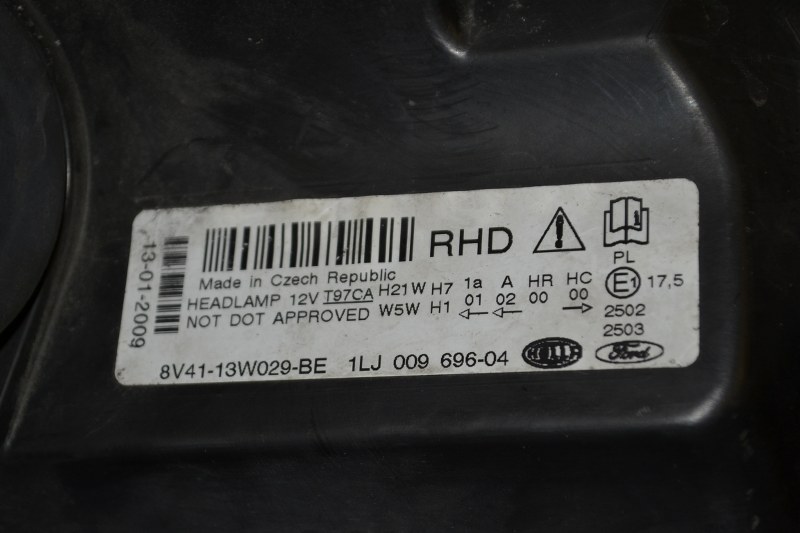 13-01-2009
RHD
Made in Czech Republic
HEADLAMP 12V T97CA H21W H7 1a A HR HC
01 02 00 00
NOT DOT APPROVED W5W H1
PL
E1 17,5
2502
2503
8V41-13W029-BE 1LJ 009 696-04 HELLA Ford